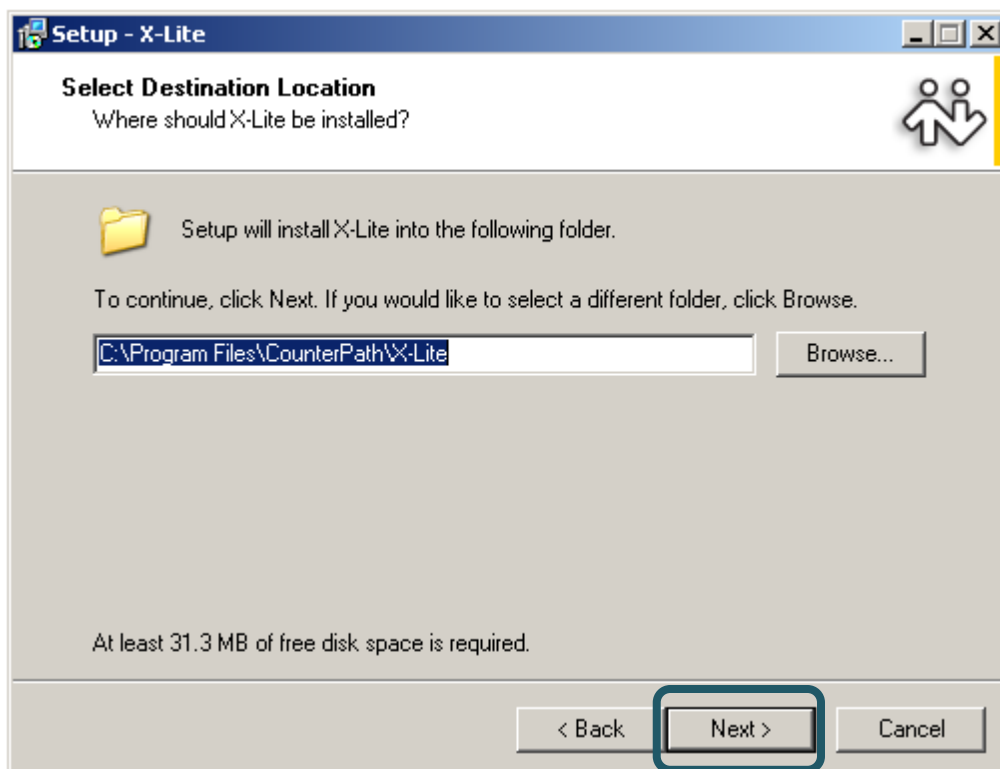 Setup - X-Lite
Select Destination Location
Where should X-Lite be installed?
Setup will install X-Lite into the following folder.
To continue, click Next. If you would like to select a different folder, click Browse.
C:\Program Files\CounterPath\X-Lite
Browse...
At least 31.3 MB of free disk space is required.
< Back Next > Cancel